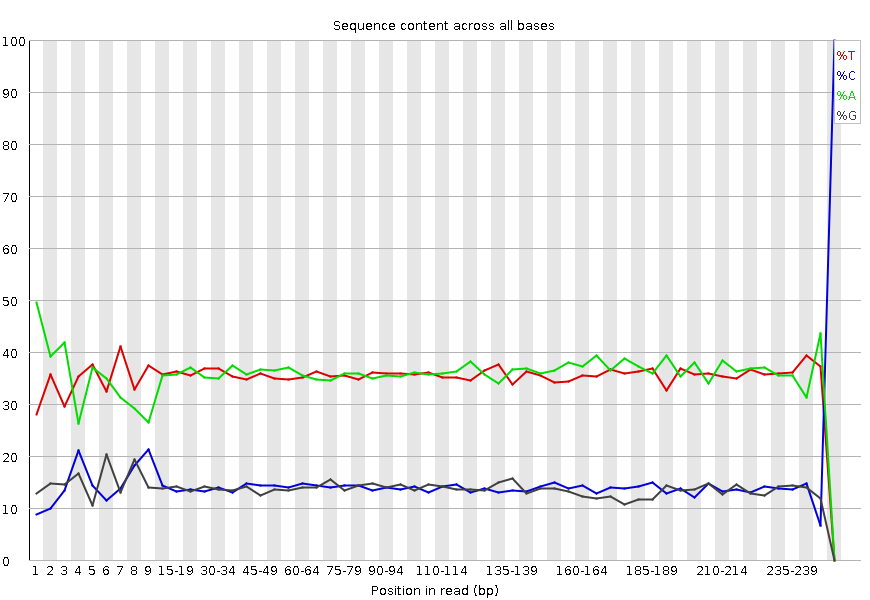 Sequence content across all bases
100
90
80
70
60
50
40
30
20
10
0
%T
%C
%A
%G
1 2 3 4 5 6 7 8 9 15-19 30-34 45-49 60-64 75-79 90-94 110-114 135-139 160-164 185-189 210-214 235-239
Position in read (bp)